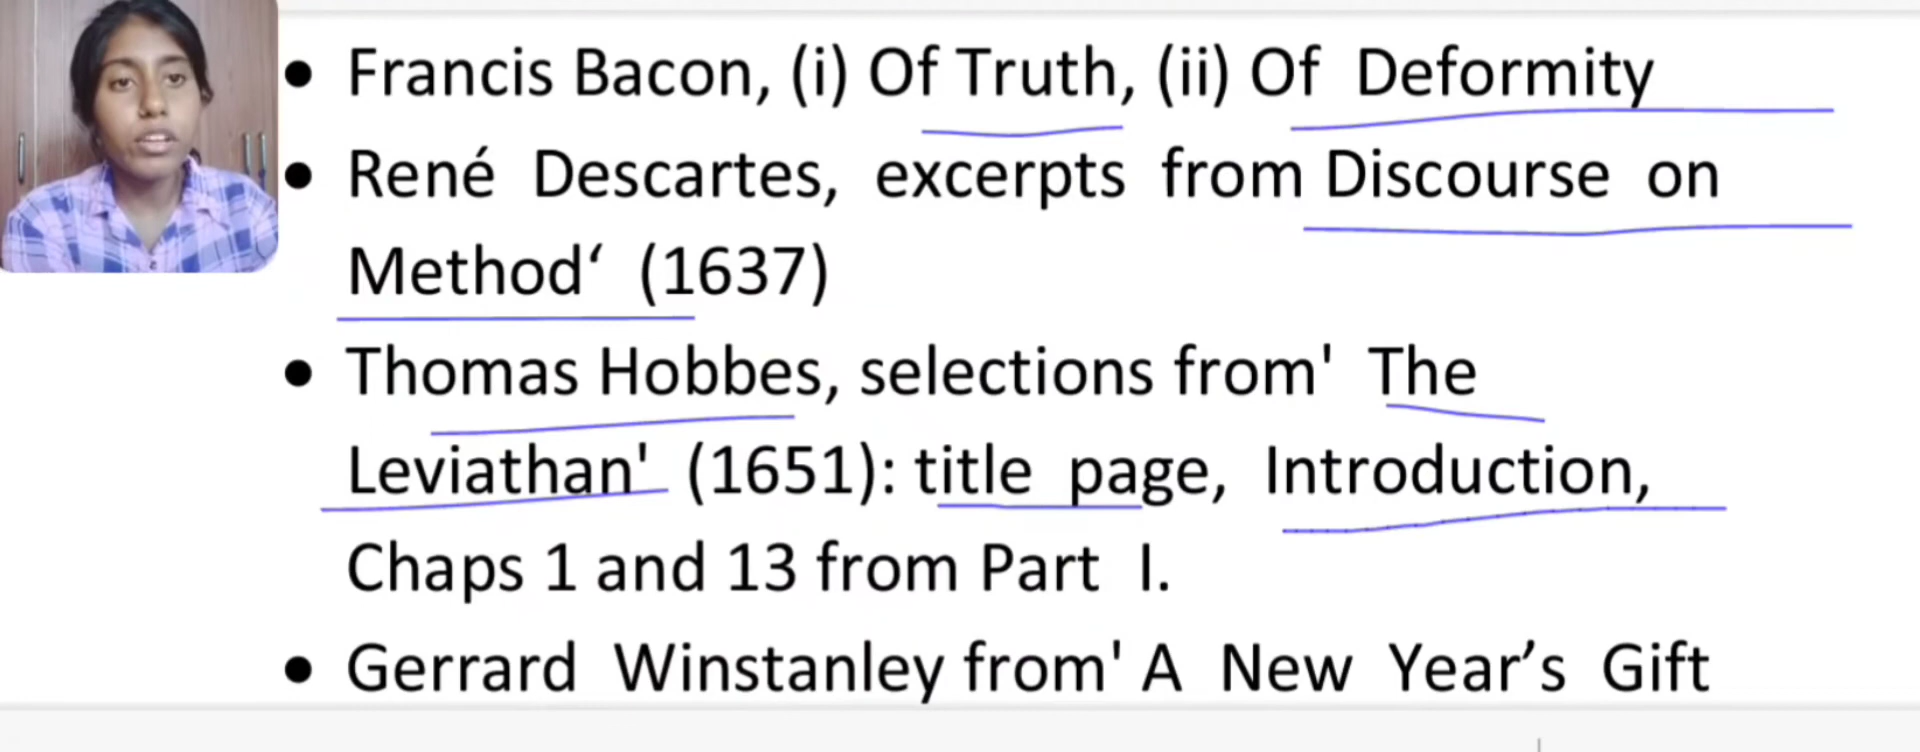 • Francis Bacon, (i) Of Truth, (ii) Of Deformity
• René Descartes, excerpts from Discourse on
Method‘ (1637)
• Thomas Hobbes, selections from' The
Leviathan' (1651): title page, Introduction,
Chaps 1 and 13 from Part I.
• Gerrard Winstanley from' A New Year’s Gift